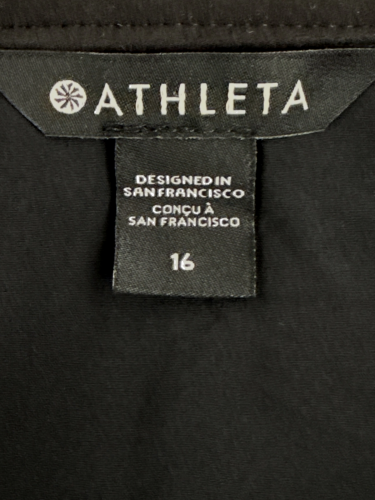 ATHLETA
DESIGNED IN
SAN FRANCISCO
CONÇU À
SAN FRANCISCO
16